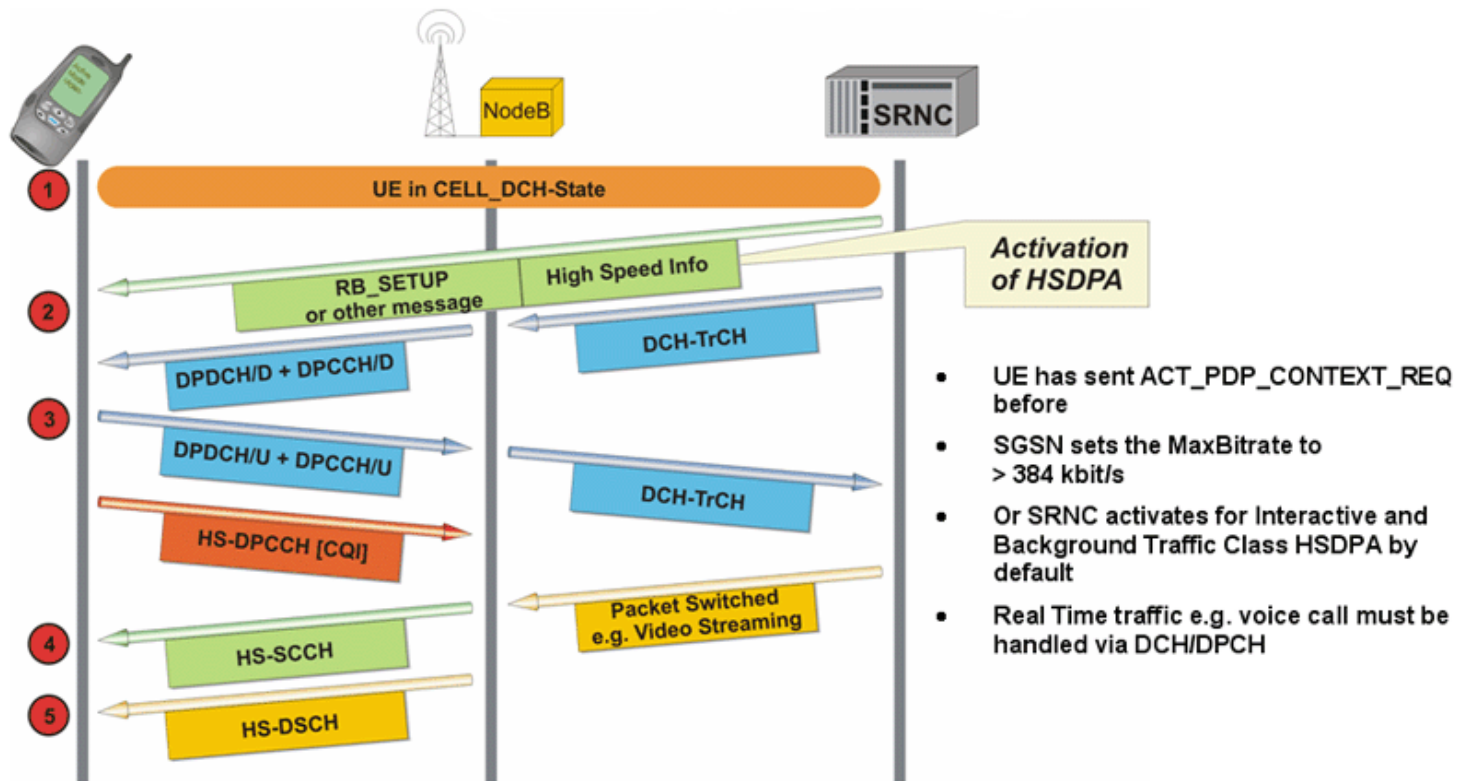 NodeB
SRNC
1
UE in CELL_DCH-State
Activation
of HSDPA
High Speed Info
RB_SETUP
or other message
2
DCH-TrCH
DPDCH/D + DPCCH/D
3
DPDCH/U + DPCCH/U
DCH-TrCH
HS-DPCCH [CQI]
Packet Switched
e.g. Video Streaming
4
HS-SCCH
5
HS-DSCH
• UE has sent ACT_PDP_CONTEXT_REQ
before
• SGSN sets the MaxBitrate to
> 384 kbit/s
• Or SRNC activates for Interactive and
Background Traffic Class HSDPA by
default
• Real Time traffic e.g. voice call must be
handled via DCH/DPCH